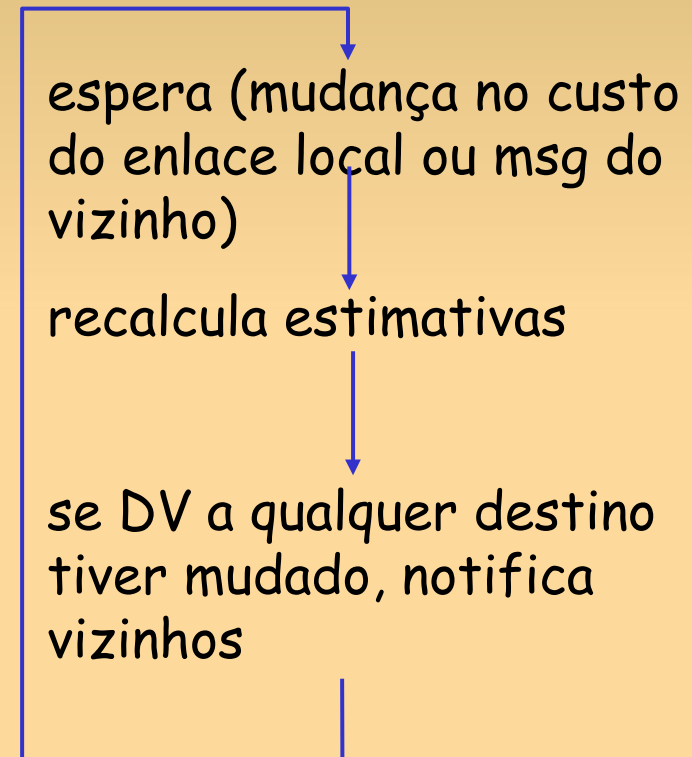 espera (mudança no custo
do enlace local ou msg do
vizinho)
recalcula estimativas
se DV a qualquer destino
tiver mudado, notifica
vizinhos